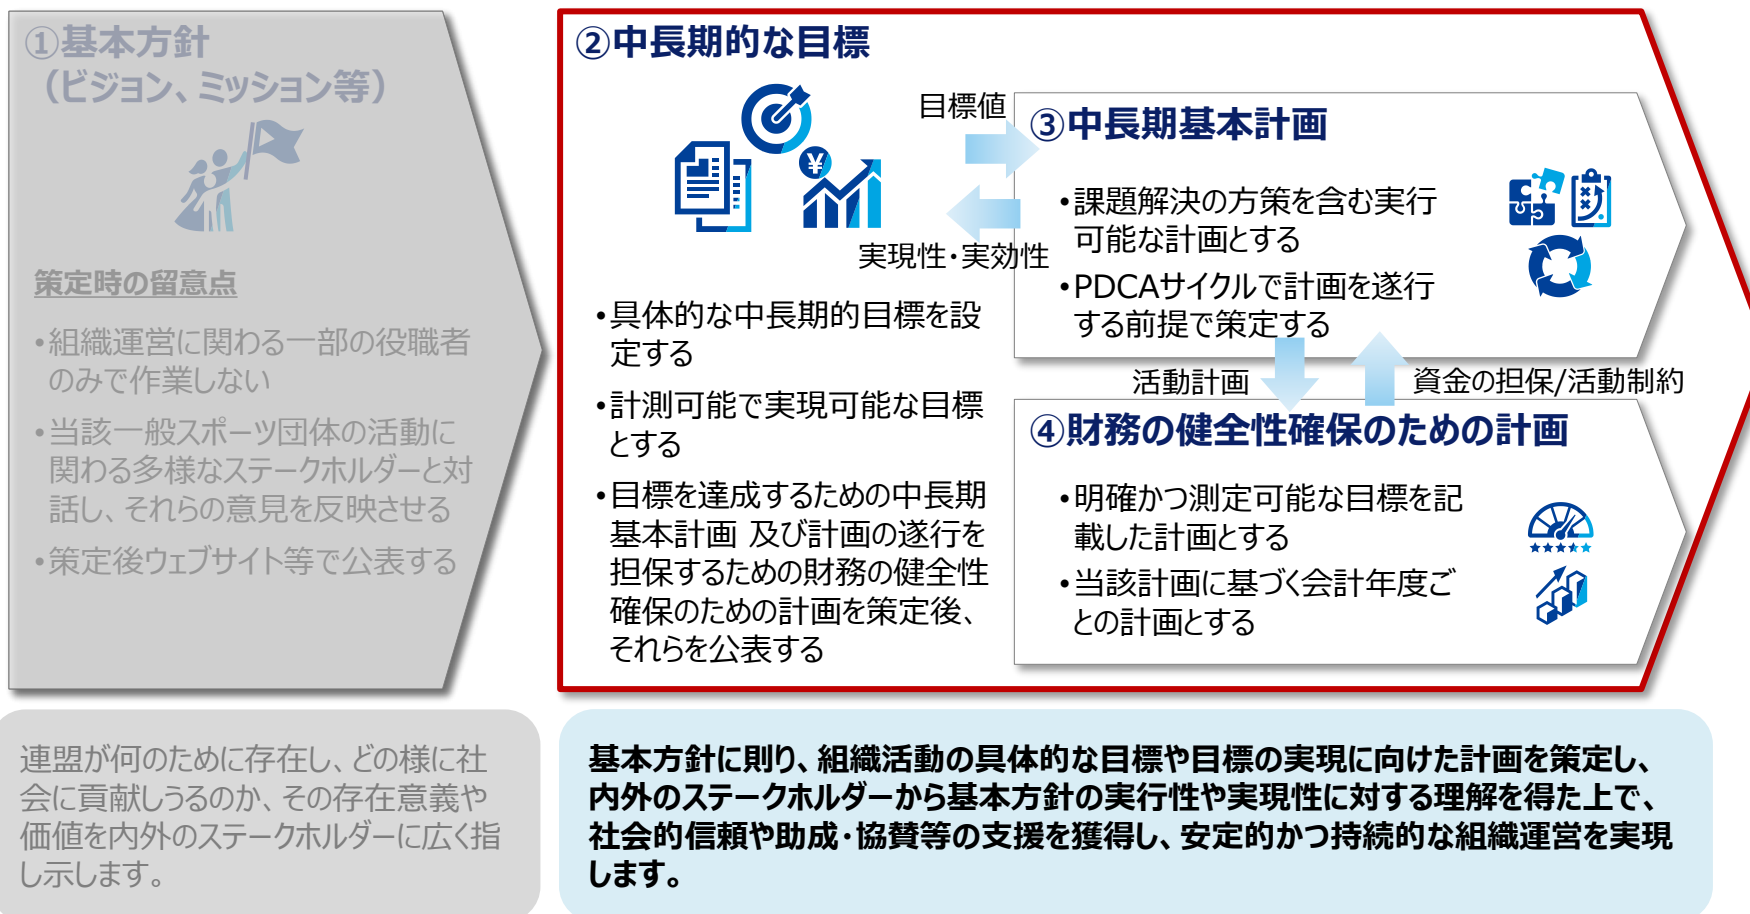 ①基本方針
（ビジョン、ミッション等）
策定時の留意点
•組織運営に関わる一部の役職者
のみで作業しない
•当該一般スポーツ団体の活動に
関わる多様なステークホルダーと対
話し、それらの意見を反映させる
•策定後ウェブサイト等で公表する
連盟が何のために存在し、どの様に社
会に貢献しうるのか、その存在意義や
価値を内外のステークホルダーに広く指
し示します。
②中長期的な目標
¥
目標値
実現性・実効性
•具体的な中長期的目標を設
定する
•計測可能で実現可能な目標
とする
•目標を達成するための中長期
基本計画 及び計画の遂行を
担保するための財務の健全性
確保のための計画を策定後、
それらを公表する
③中長期基本計画
•課題解決の方策を含む実行
可能な計画とする
•PDCAサイクルで計画を遂行
する前提で策定する
活動計画
資金の担保/活動制約
④財務の健全性確保のための計画
•明確かつ測定可能な目標を記
載した計画とする
•当該計画に基づく会計年度ご
との計画とする
基本方針に則り、組織活動の具体的な目標や目標の実現に向けた計画を策定し、
内外のステークホルダーから基本方針の実行性や実現性に対する理解を得た上で、
社会的信頼や助成・協賛等の支援を獲得し、安定的かつ持続的な組織運営を実現
します。